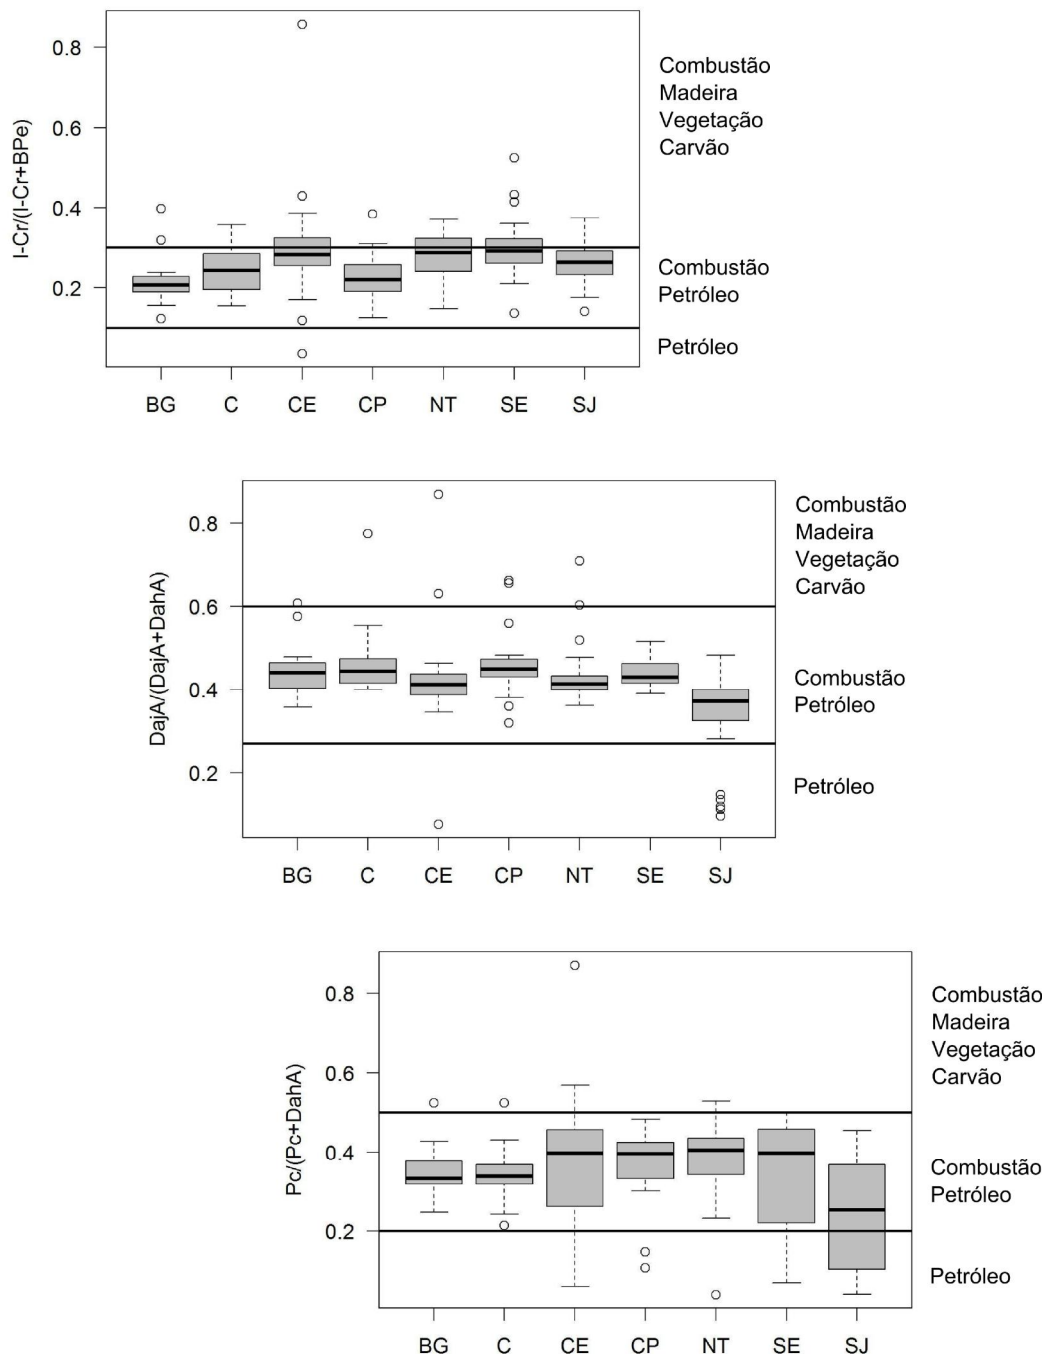 I-Cr/(I-Cr+BPe)
0.8
0.6
0.4
0.2
BG C CE CP NT SE SJ
Combustão
Madeira
Vegetação
Carvão
Combustão
Petróleo
Petróleo
DajA/(DajA+DahA)
0.8
0.6
0.4
0.2
BG C CE CP NT SE SJ
Combustão
Madeira
Vegetação
Carvão
Combustão
Petróleo
Petróleo
Pc/(Pc+DahA)
0.8
0.6
0.4
0.2
BG C CE CP NT SE SJ
Combustão
Madeira
Vegetação
Carvão
Combustão
Petróleo
Petróleo